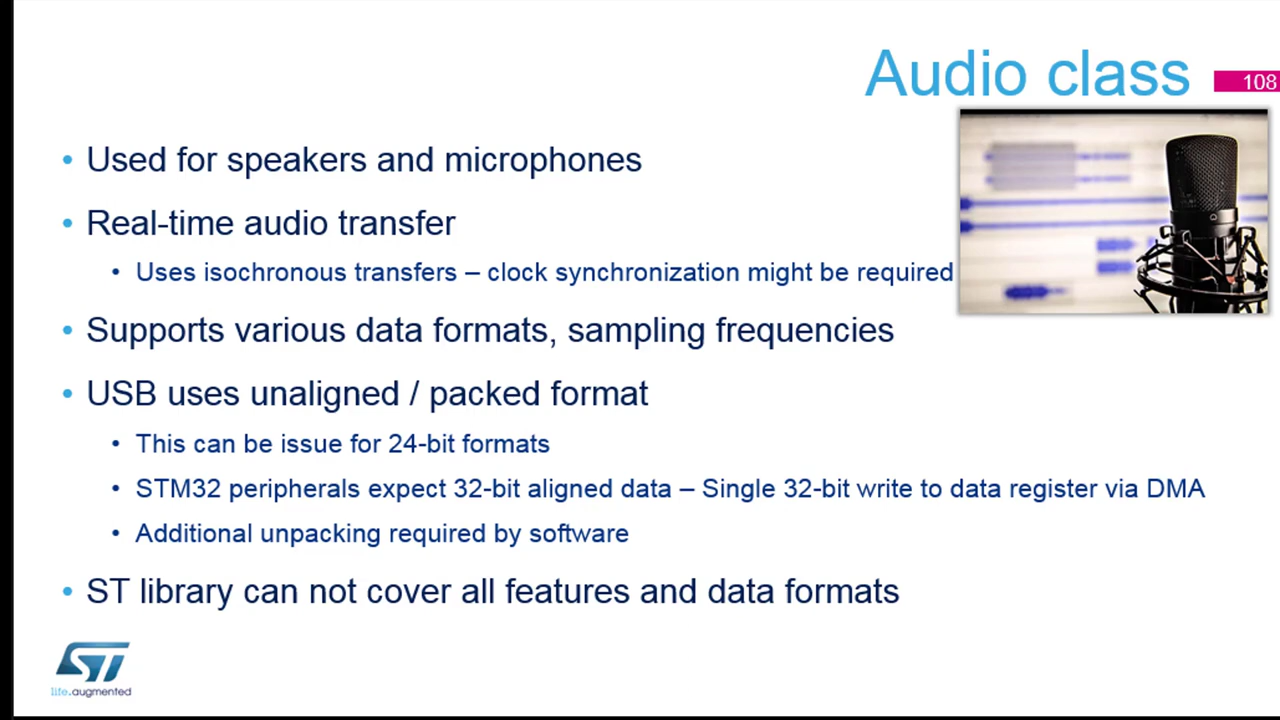 Audio class
108
• Used for speakers and microphones
• Real-time audio transfer
• Uses isochronous transfers – clock synchronization might be required
• Supports various data formats, sampling frequencies
• USB uses unaligned / packed format
• This can be issue for 24-bit formats
• STM32 peripherals expect 32-bit aligned data – Single 32-bit write to data register via DMA
• Additional unpacking required by software
• ST library can not cover all features and data formats
ST
life.augmented